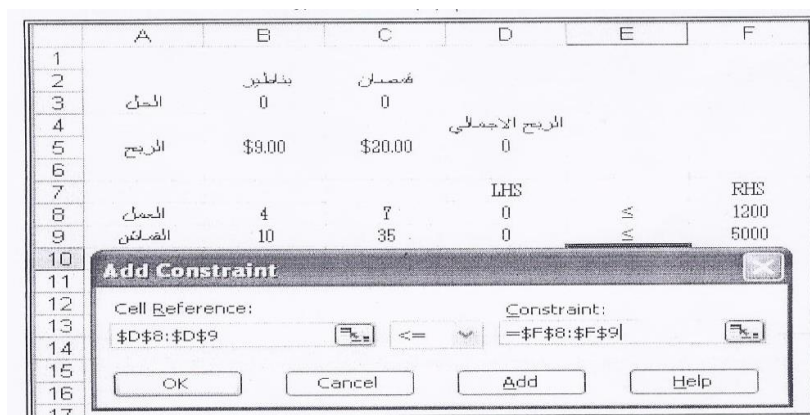 A B C D E F
1
2 بناطير قمصان
3 الحل 0 0
4 الربح الاجمالي
5 الربح $9.00 $20.00 0
6
7 LHS RHS
8 العمل 4 7 0 ≤ 1200
9 القماش 10 35 0 ≤ 5000
10 Add Constraint
11
12 Cell Reference: Constraint:
13 $D$8:$D$9 <= =$F$8:$F$9
14
15 OK Cancel Add Help
16
17